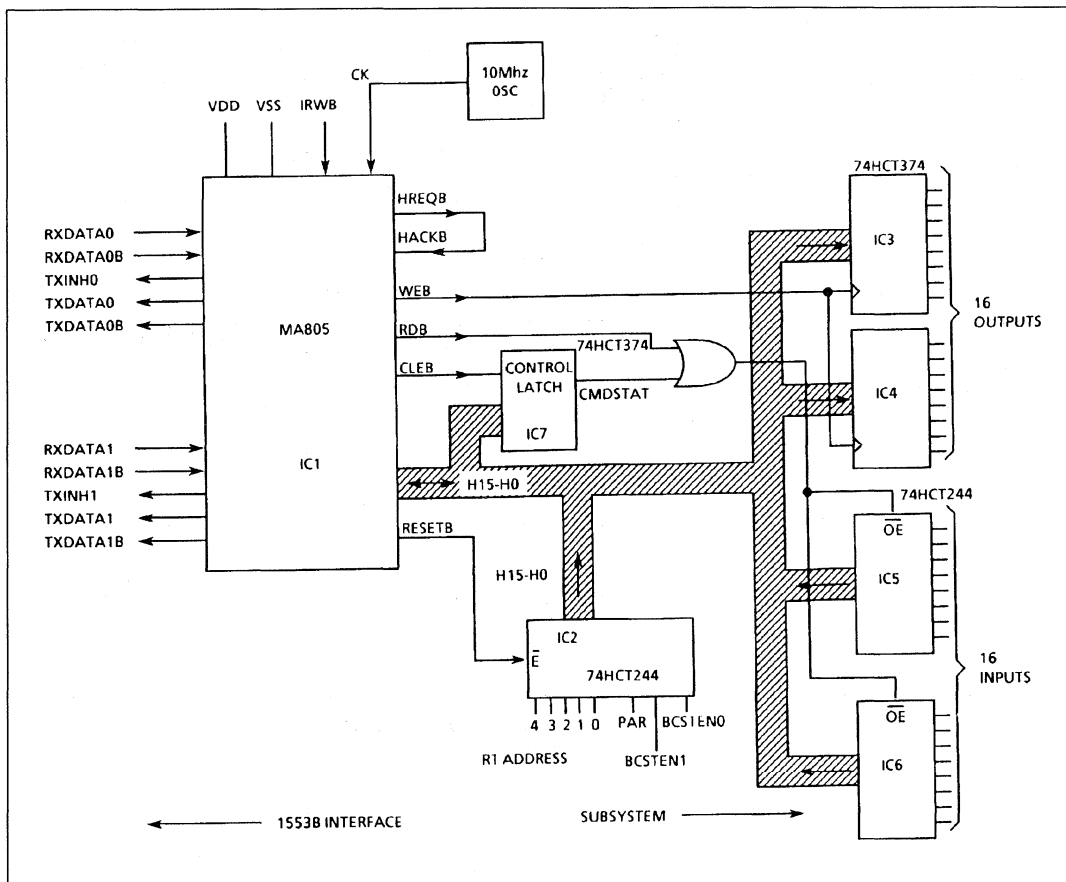 10Mhz
OSC
CK
VDD
VSS
IRWB
74HCT374
HREQB
HACKB
RXDATA0
RXDATA0B
TXINH0
TXDATA0
TXDATA0B
IC3
WEB
16
OUTPUTS
MA805
RDB
74HCT374
CLEB
CONTROL
LATCH
CMDSTAT
IC7
IC4
RXDATA1
RXDATA1B
TXINH1
TXDATA1
TXDATA1B
IC1
H15-H0
74HCT244
RESETB
OE
IC5
H15-H0
IC2
E
74HCT244
16
INPUTS
4 3 2 1 0
PAR
BCSTEN0
R1 ADDRESS
BCSTEN1
OE
IC6
1553B INTERFACE
SUBSYSTEM